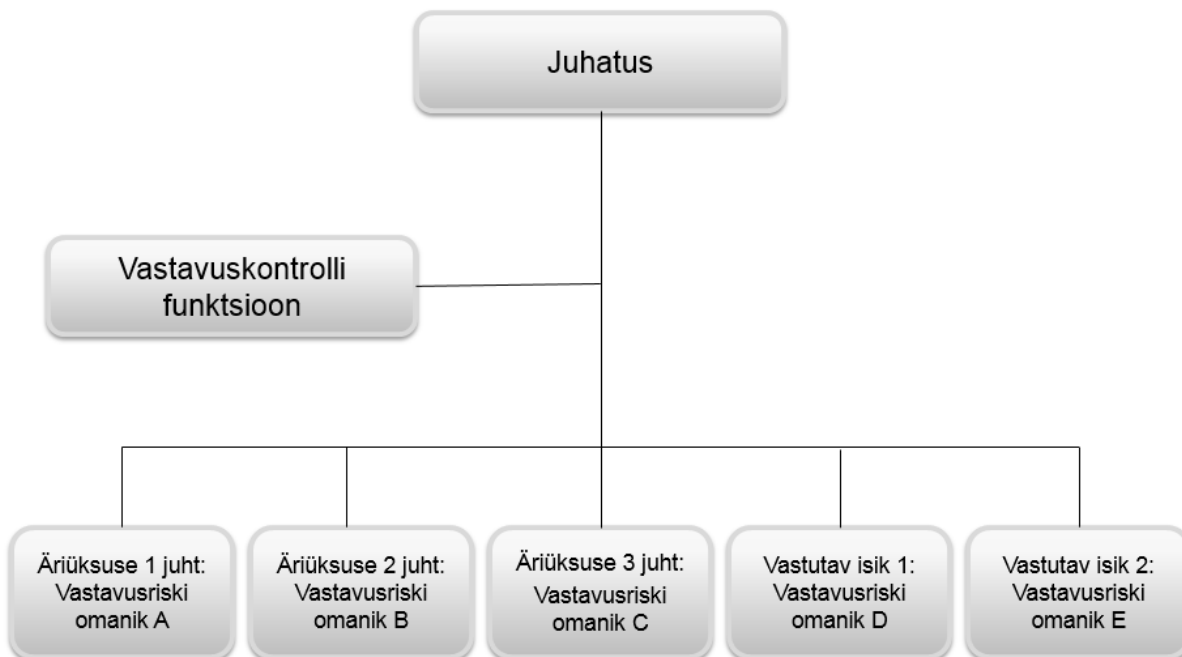 Juhatus
Vastavuskontrolli
funktsioon
Äriüksuse 1 juht:
Vastavusriski
omanik A
Äriüksuse 2 juht:
Vastavusriski
omanik B
Äriüksuse 3 juht:
Vastavusriski
omanik C
Vastutav isik 1:
Vastavusriski
omanik D
Vastutav isik 2:
Vastavusriski
omanik E